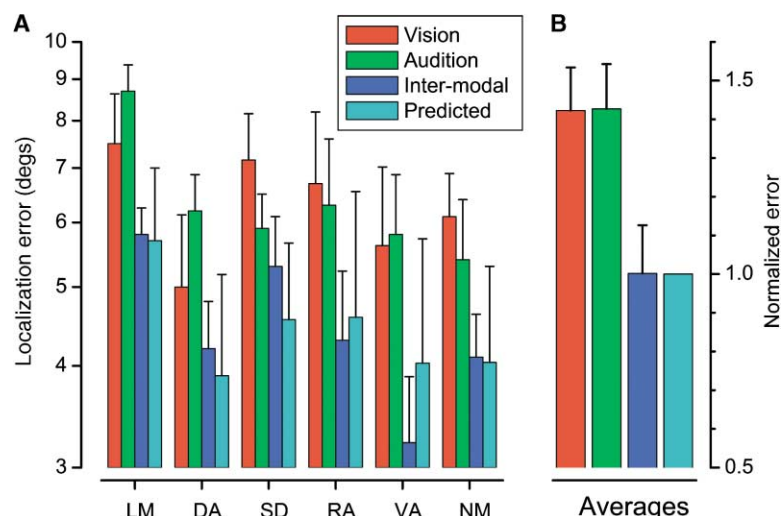 A
B
Vision
Audition
Inter-modal
Predicted
Localization error (degs)
10
9
8
7
6
5
4
3
LM DA SD RA VA NM
1.5
1.0
0.5
Normalized error
Averages